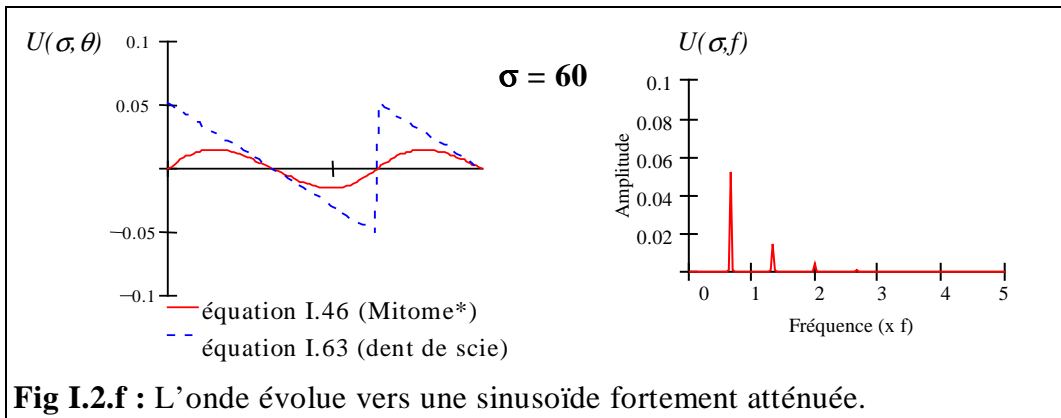 U(σ,θ)
0.1
0.05
−0.05
−0.1
σ = 60
équation I.46 (Mitome*)
équation I.63 (dent de scie)
U(σ,f)
0.1
0.08
0.06
0.04
0.02
Amplitude
0 1 2 3 4 5
Fréquence (x f)
Fig I.2.f : L’onde évolue vers une sinusoïde fortement atténuée.